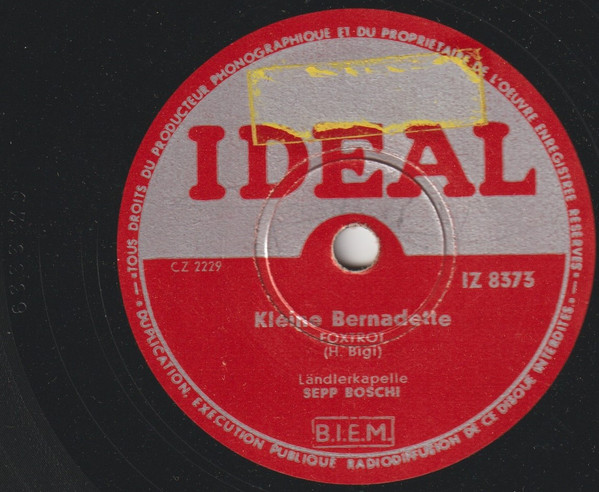 TOUS DROITS DU PRODUCTEUR PHONOGRAPHIQUE ET DU PROPRIETAIRE DE L'OEUVRE ENREGISTREE RESERVES
IDEAL
CZ 2229
IZ 8373
Kleine Bernadette
FOXTROT
(H. Bigi)
Ländlerkapelle
SEPP BOSCHI
B.I.E.M.
DUPLICATION, EXECUTION PUBLIQUE RADIODIFFUSION DE CE DISQUE INTERDITES.